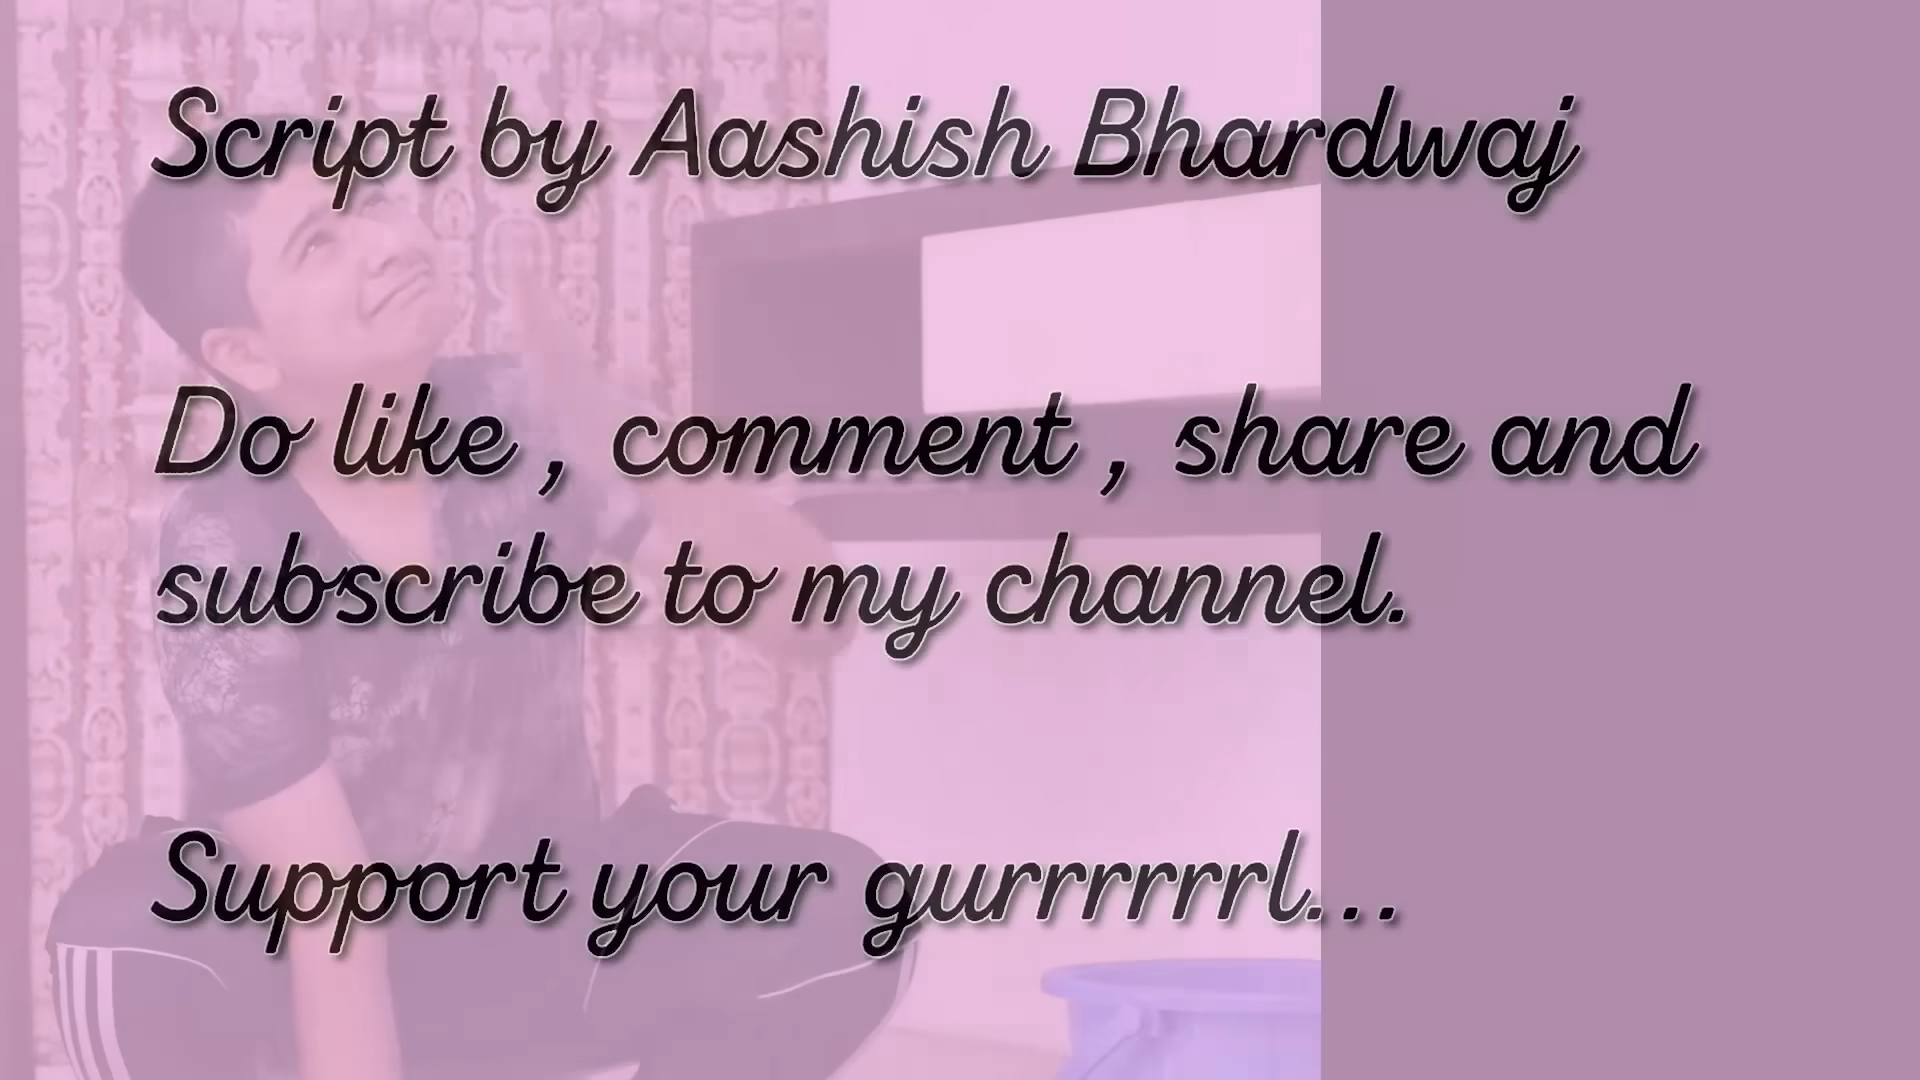 Script by Aashish Bhardwaj
Do like , comment , share and
subscribe to my channel.
Support your gurrrrrrl...